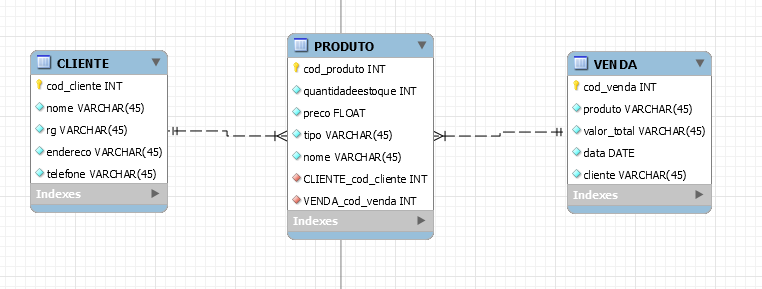 CLIENTE
cod_cliente INT
nome VARCHAR(45)
rg VARCHAR(45)
endereco VARCHAR(45)
telefone VARCHAR(45)
Indexes
PRODUTO
cod_produto INT
quantidadeestoque INT
preco FLOAT
tipo VARCHAR(45)
nome VARCHAR(45)
CLIENTE_cod_cliente INT
VENDA_cod_venda INT
Indexes
VENDA
cod_venda INT
produto VARCHAR(45)
valor_total VARCHAR(45)
data DATE
cliente VARCHAR(45)
Indexes